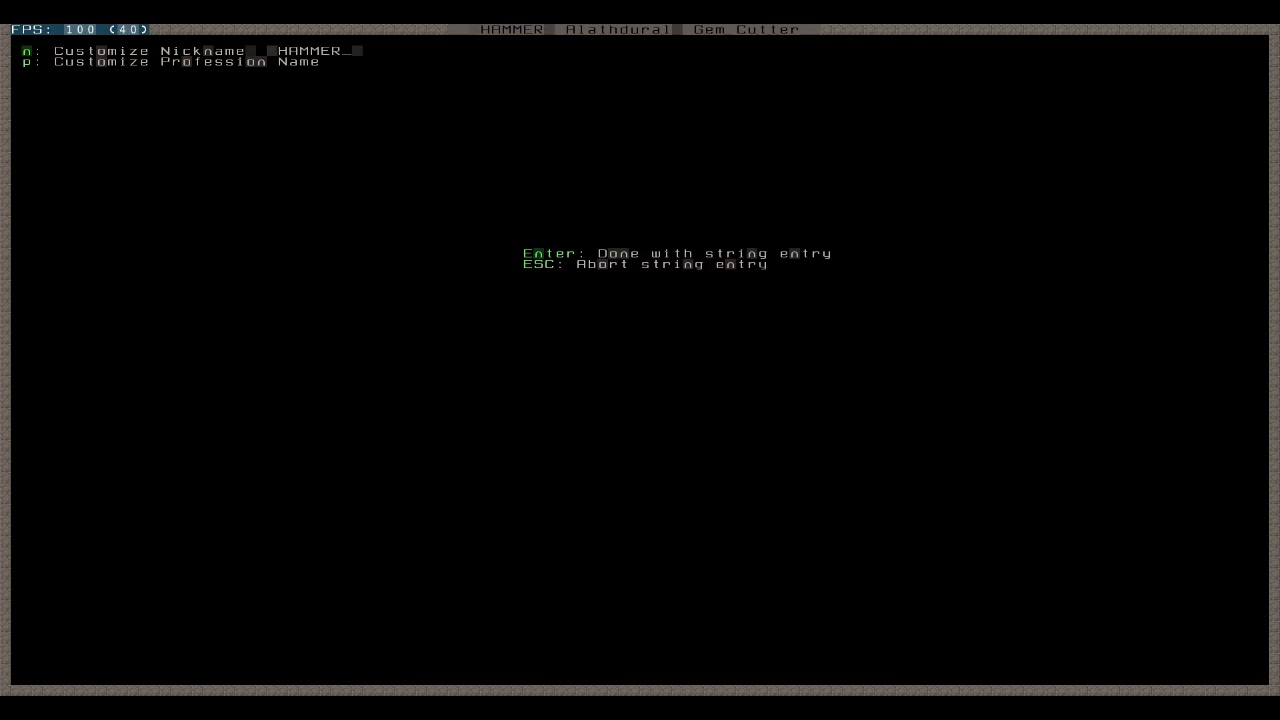 FPS: 100 (40)
HAMMER Alathdural Gem Cutter
n: Customize Nickname HAMMER_
p: Customize Profession Name
Enter: Done with string entry
ESC: Abort string entry